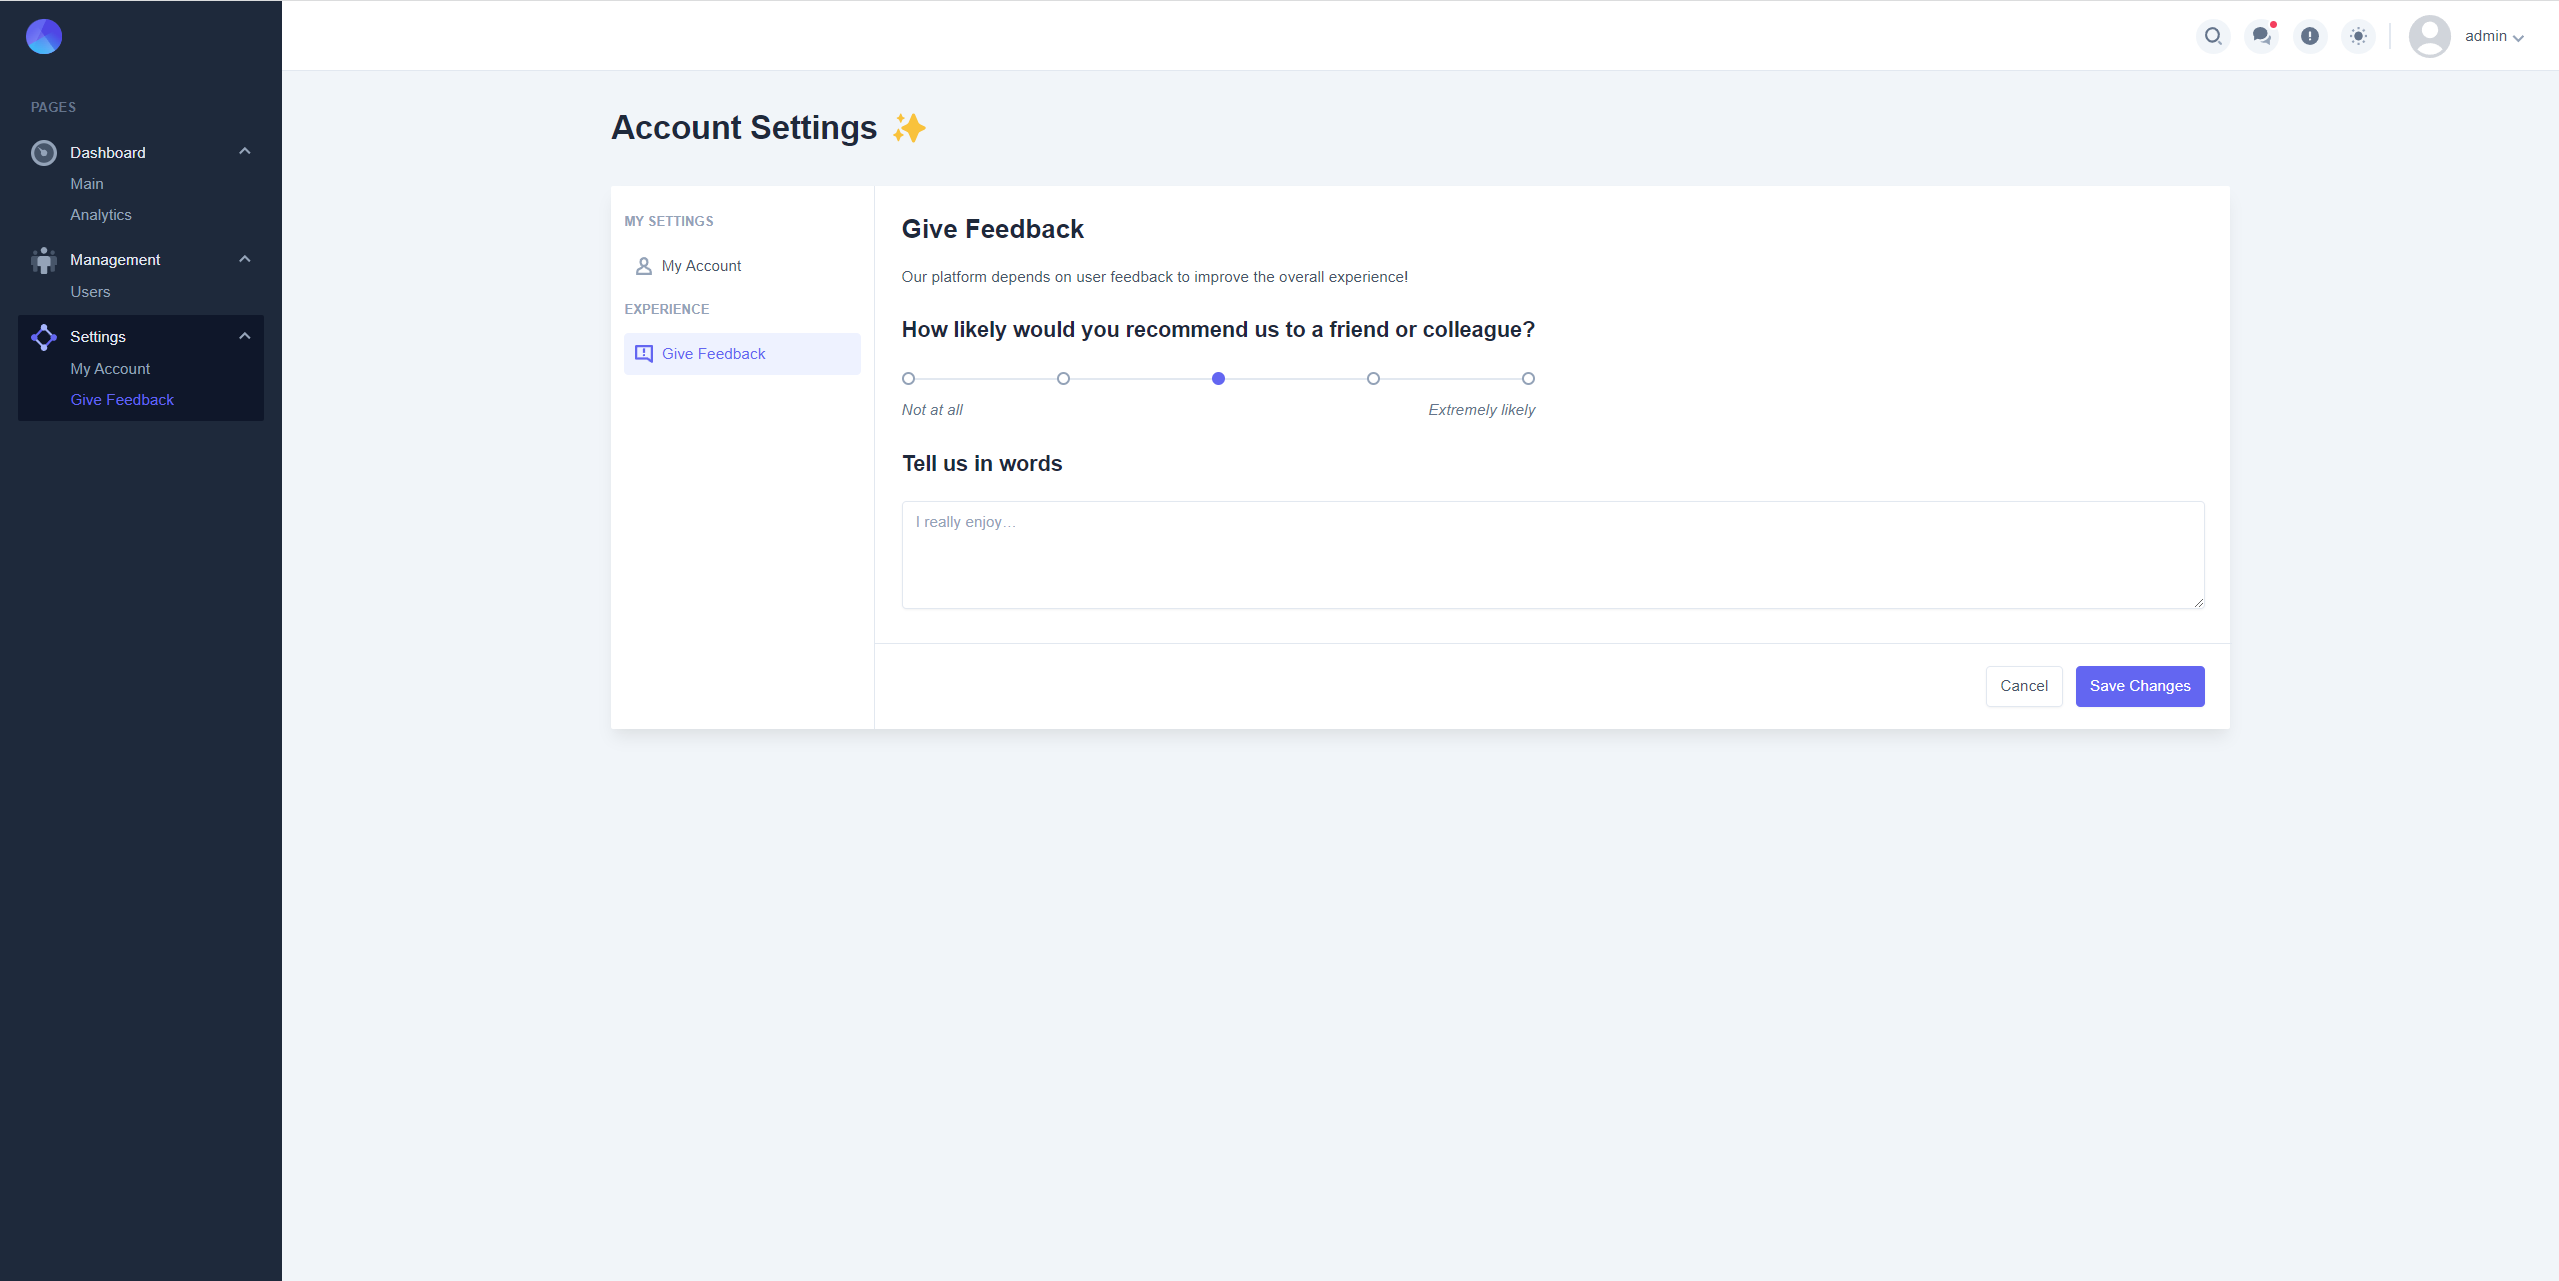 admin
PAGES
Dashboard
Main
Analytics
Management
Users
Settings
My Account
Give Feedback
Account Settings ✨
MY SETTINGS
My Account
EXPERIENCE
Give Feedback
Give Feedback
Our platform depends on user feedback to improve the overall experience!
How likely would you recommend us to a friend or colleague?
Not at all
Extremely likely
Tell us in words
I really enjoy…
Cancel
Save Changes